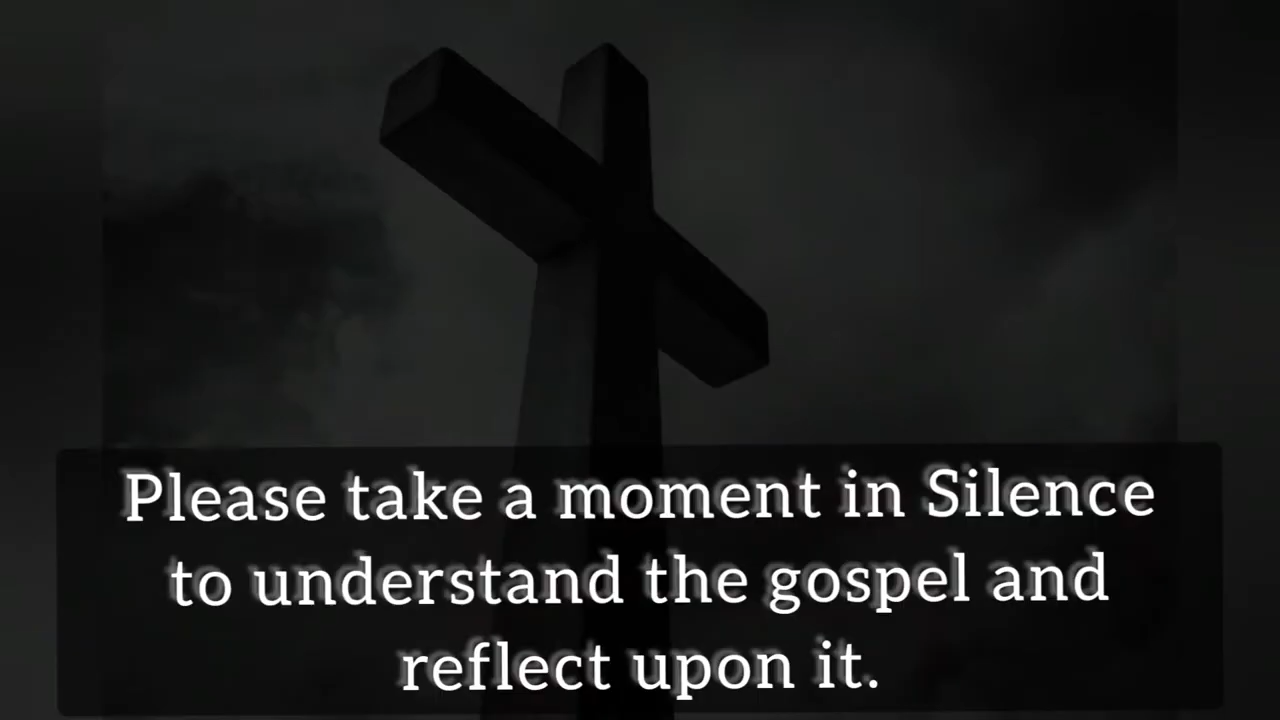 Please take a moment in Silence
to understand the gospel and
reflect upon it.